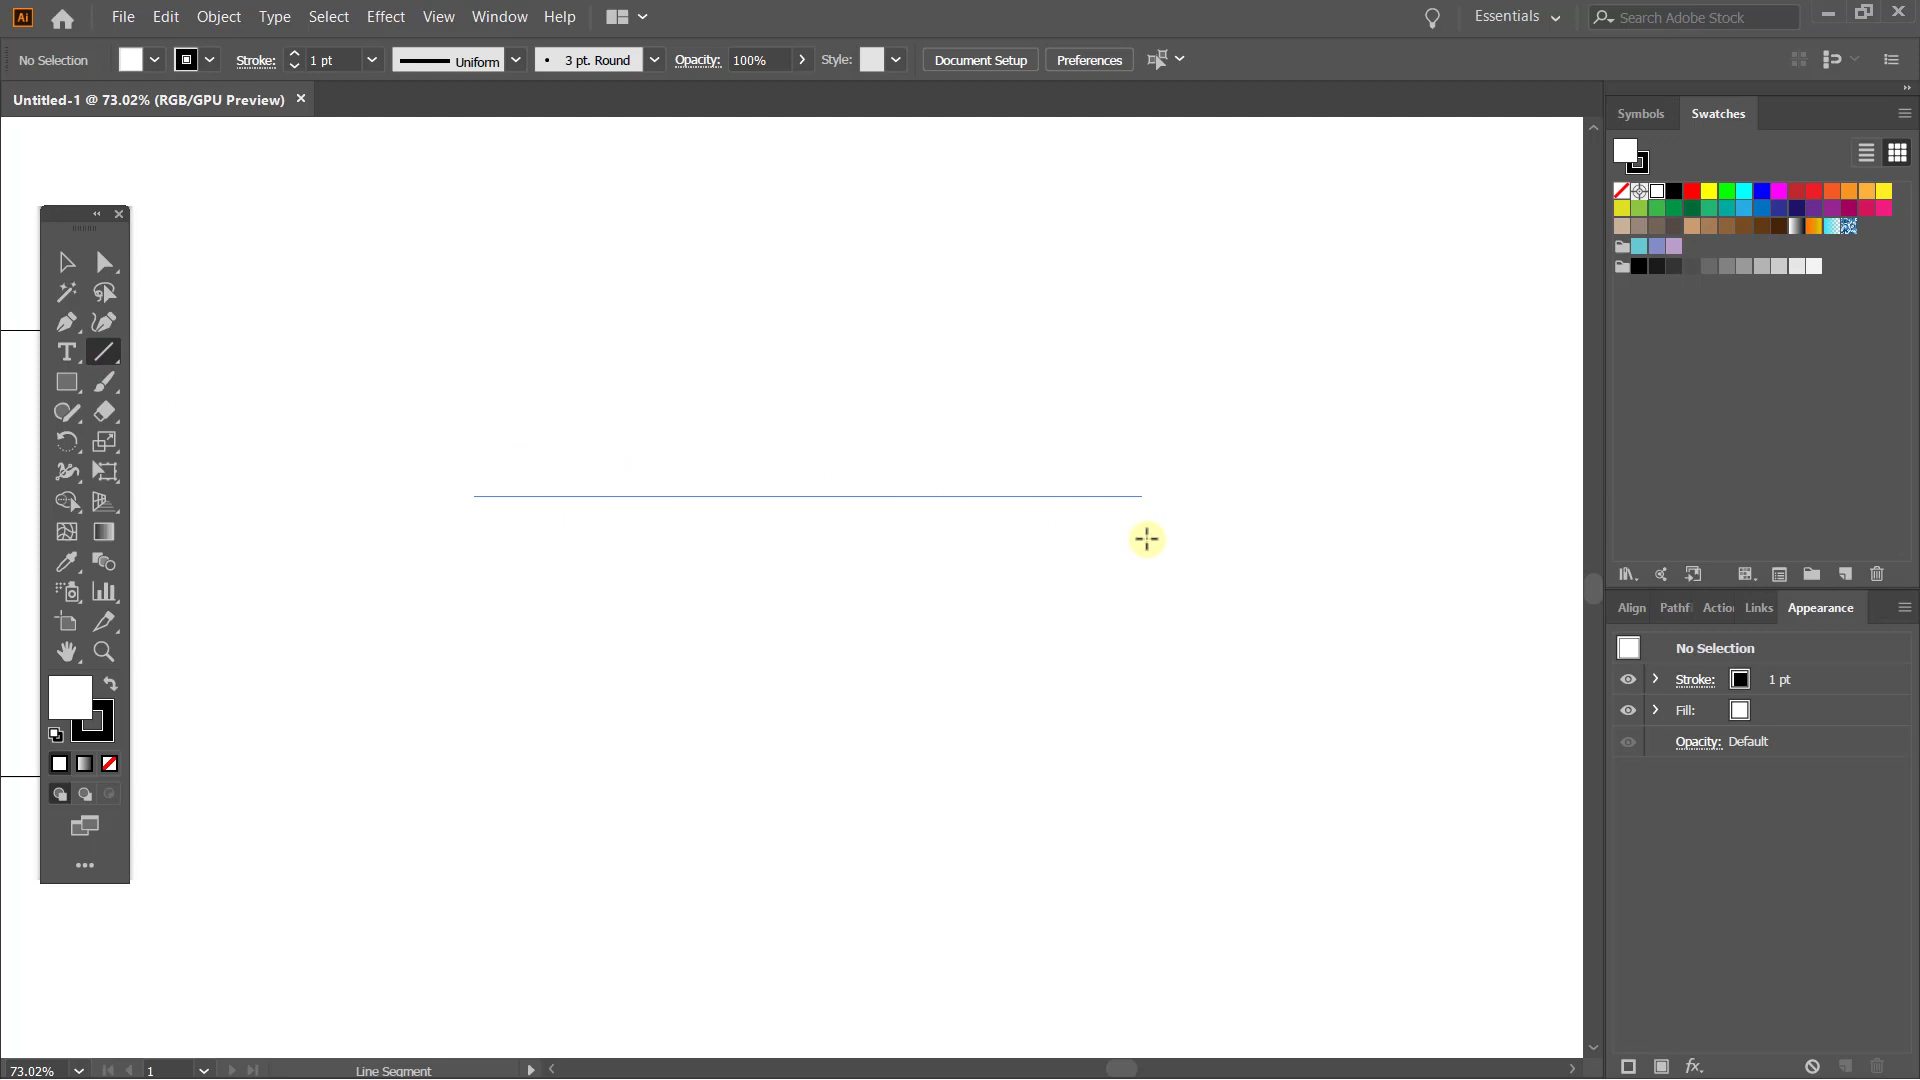 Ai File Edit Object Type Select Effect View Window Help Essentials Search Adobe Stock
No Selection Stroke: 1 pt Uniform 3 pt. Round Opacity: 100% Style: Document Setup Preferences
Untitled-1 @ 73.02% (RGB/GPU Preview)
Symbols Swatches
Align Pathfi Action Links Appearance
No Selection
Stroke: 1 pt
Fill:
Opacity: Default
73.02% 1 Line Segment